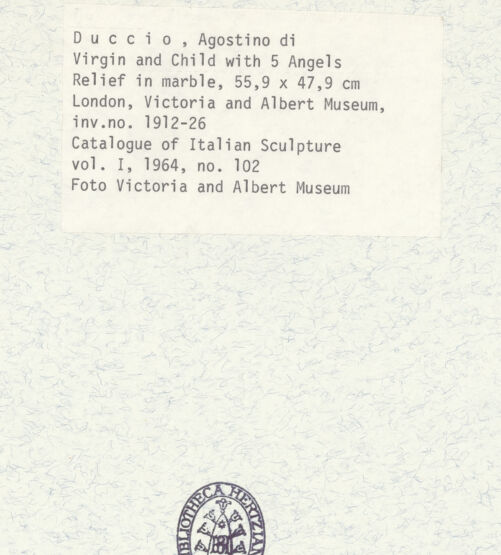 D u c c i o , Agostino di
Virgin and Child with 5 Angels
Relief in marble, 55,9 x 47,9 cm
London, Victoria and Albert Museum,
inv.no. 1912-26
Catalogue of Italian Sculpture
vol. I, 1964, no. 102
Foto Victoria and Albert Museum
BIBLIOTHECA HERTZIAN